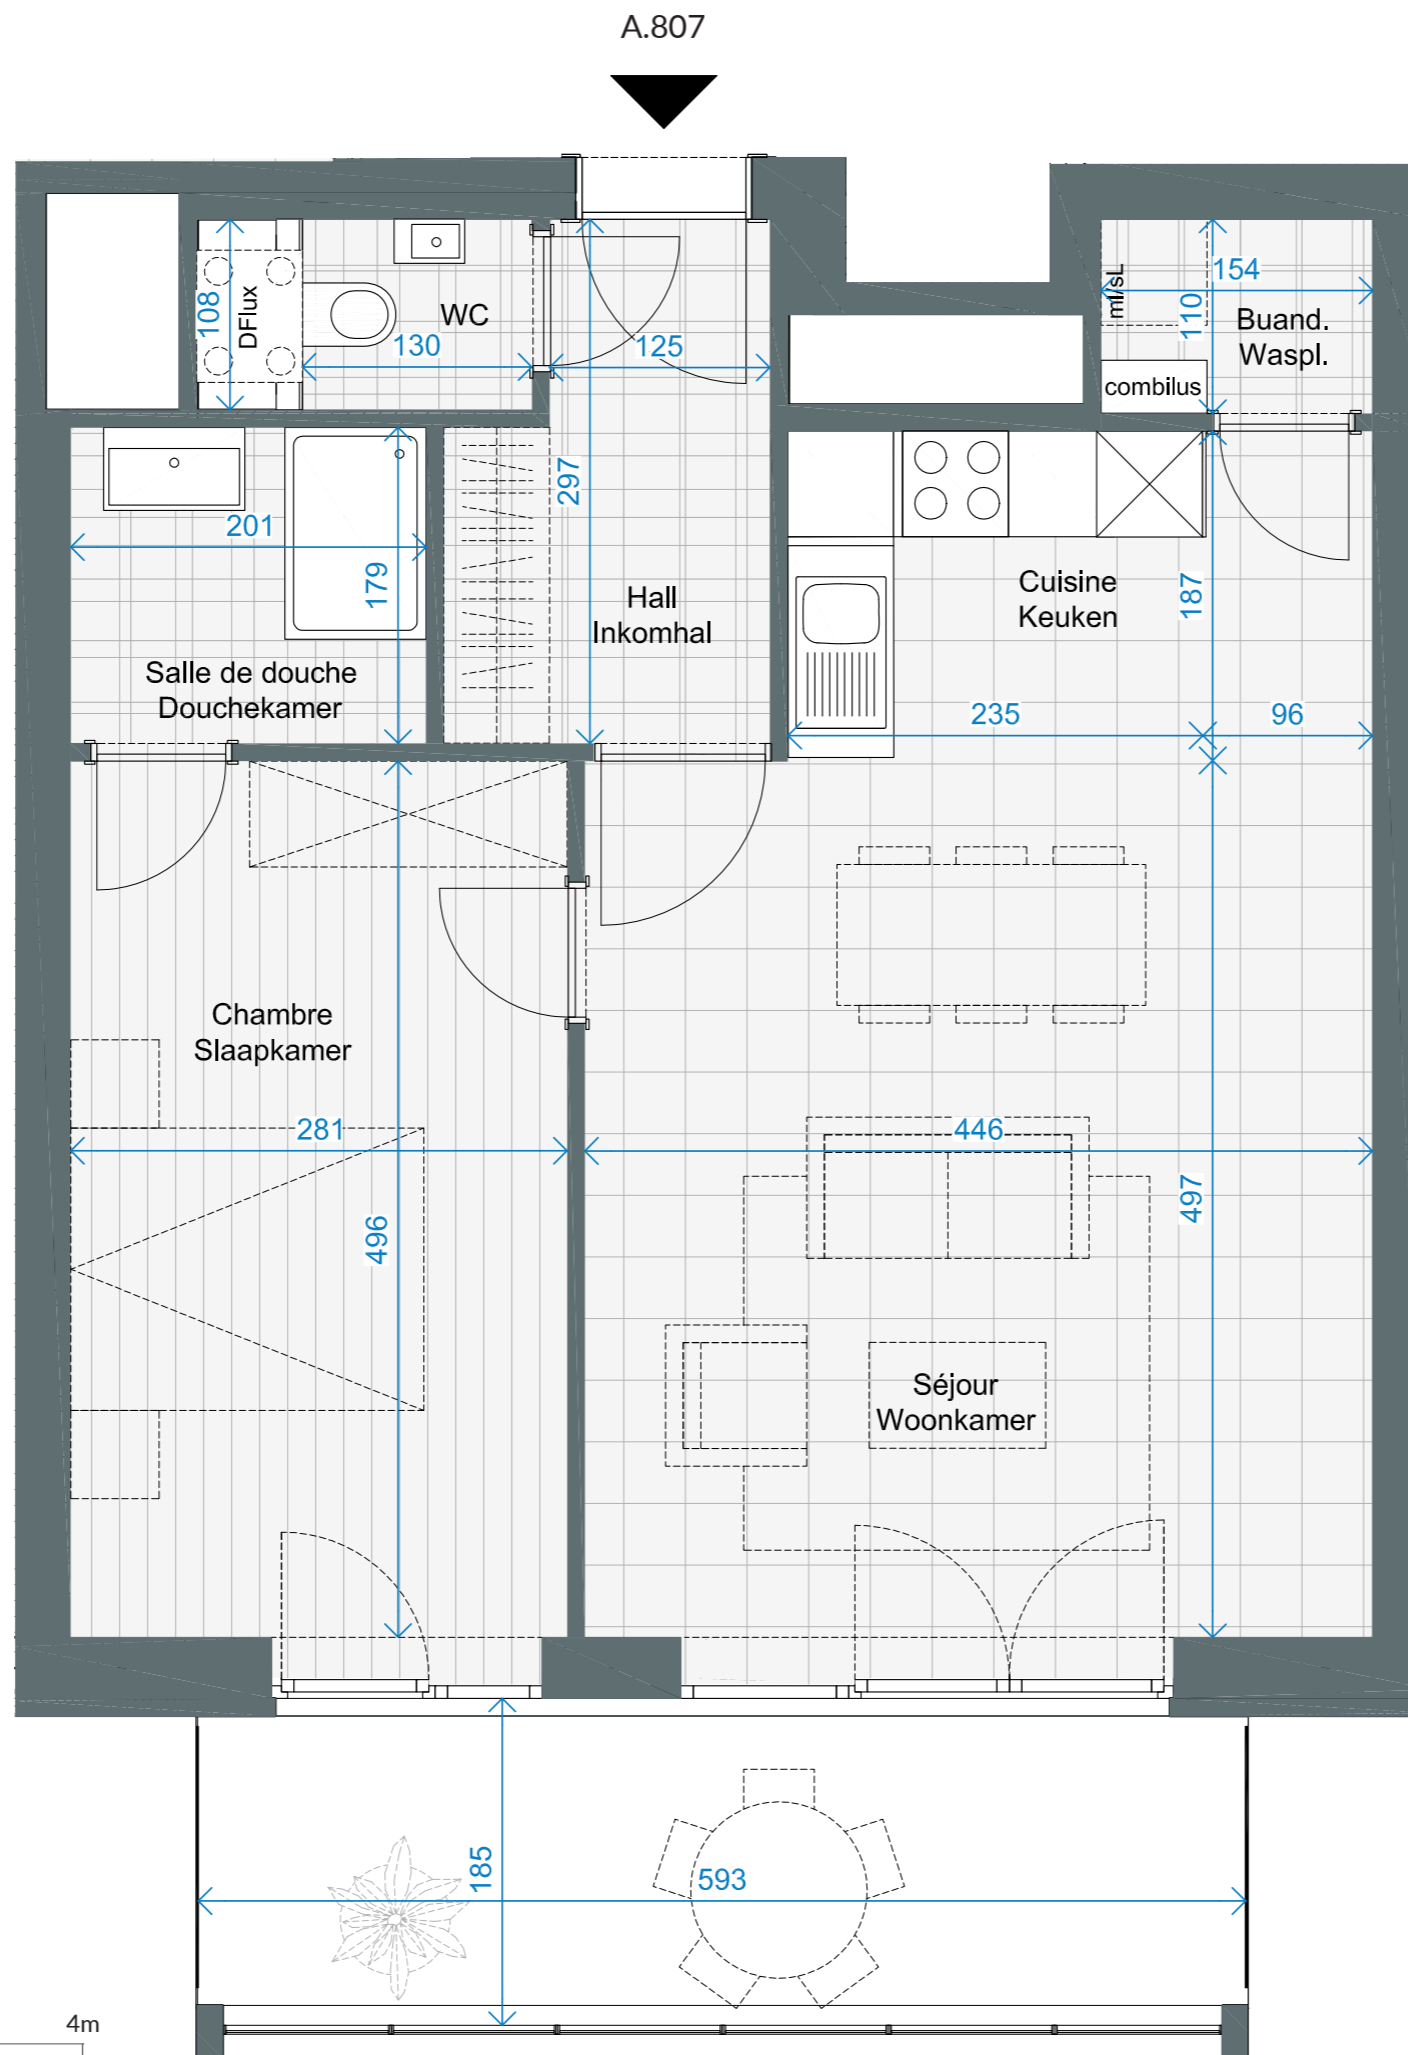 A.807
108
DFlux
WC
130
125
ml/sL
154
110
Buand.
Waspl.
combilus
297
201
179
Hall
Inkomhal
Cuisine
Keuken
187
Salle de douche
Douchekamer
235
96
Chambre
Slaapkamer
281
446
496
497
Séjour
Woonkamer
185
593
4m